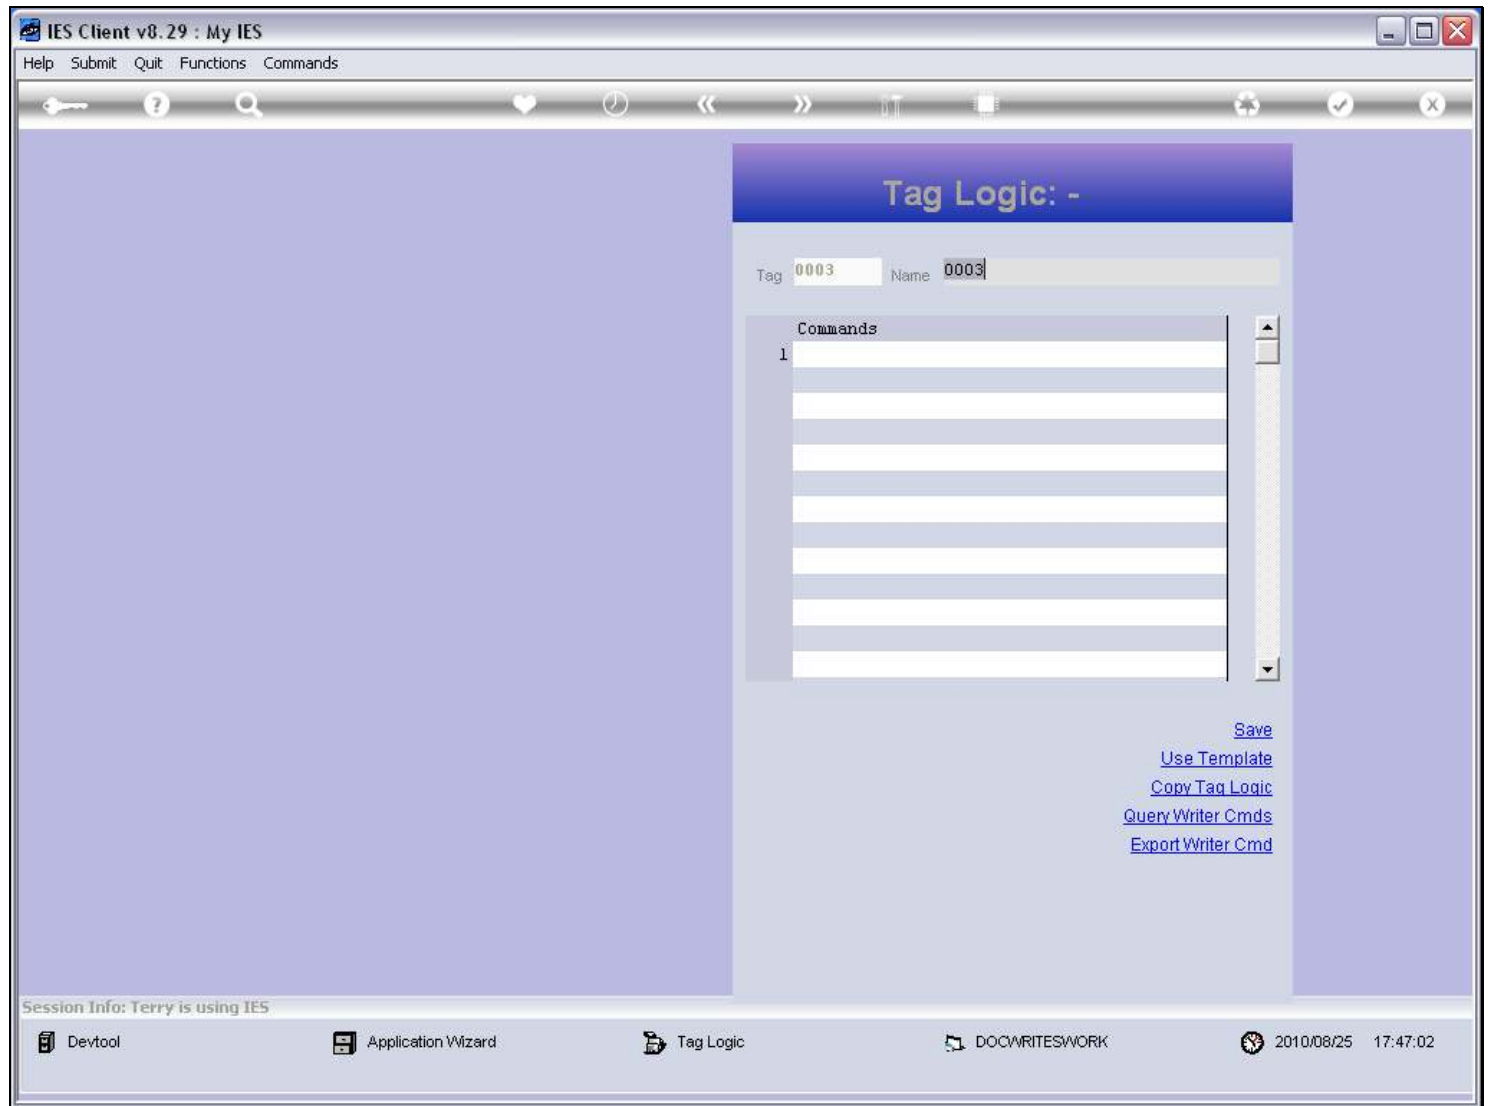 IES Client v8.29 : My IES
Help Submit Quit Functions Commands
Tag Logic: -
Tag 0003 Name 0003
Commands
1
Save
Use Template
Copy Tag Logic
Query Writer Cmds
Export Writer Cmd
Session Info: Terry is using IES
Devtool Application Wizard Tag Logic DOCWRITESWORK 2010/08/25 17:47:02